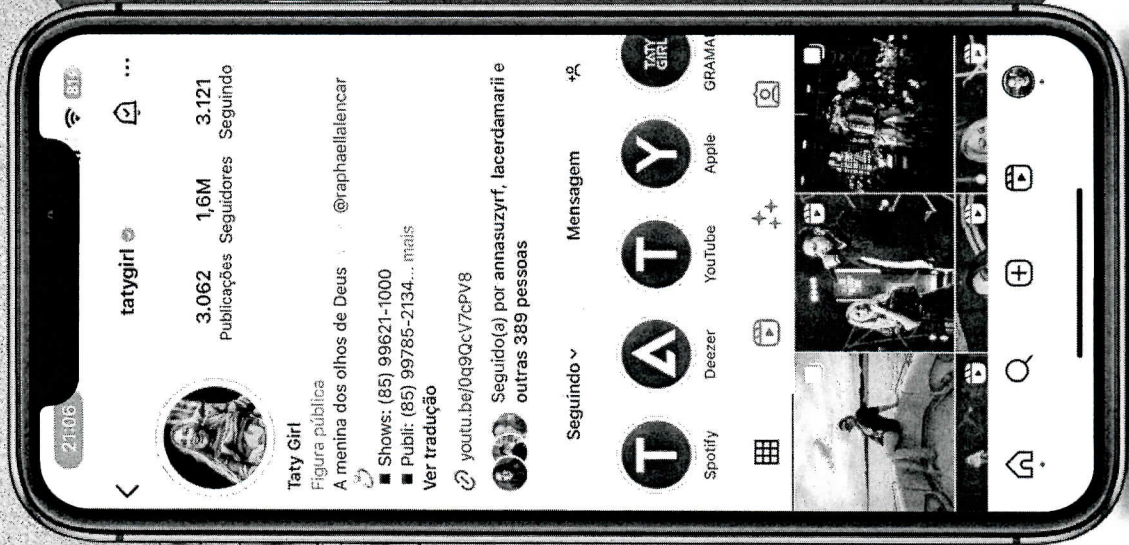 21:06
tatygirl
3.062 1,6M 3.121
Publicações Seguidores Seguindo
Taty Girl
Figura pública
A menina dos olhos de Deus @raphaellalencar
Shows: (85) 99621-1000
Publi: (85) 99785-2134... mais
Ver tradução
youtu.be/0q9QcV7cPV8
Seguido(a) por annasuzyrf, lacerdamarii e
outras 389 pessoas
Seguindo Mensagem
T A T Y TATY GIRL
Spotify Deezer YouTube Apple GRAMA